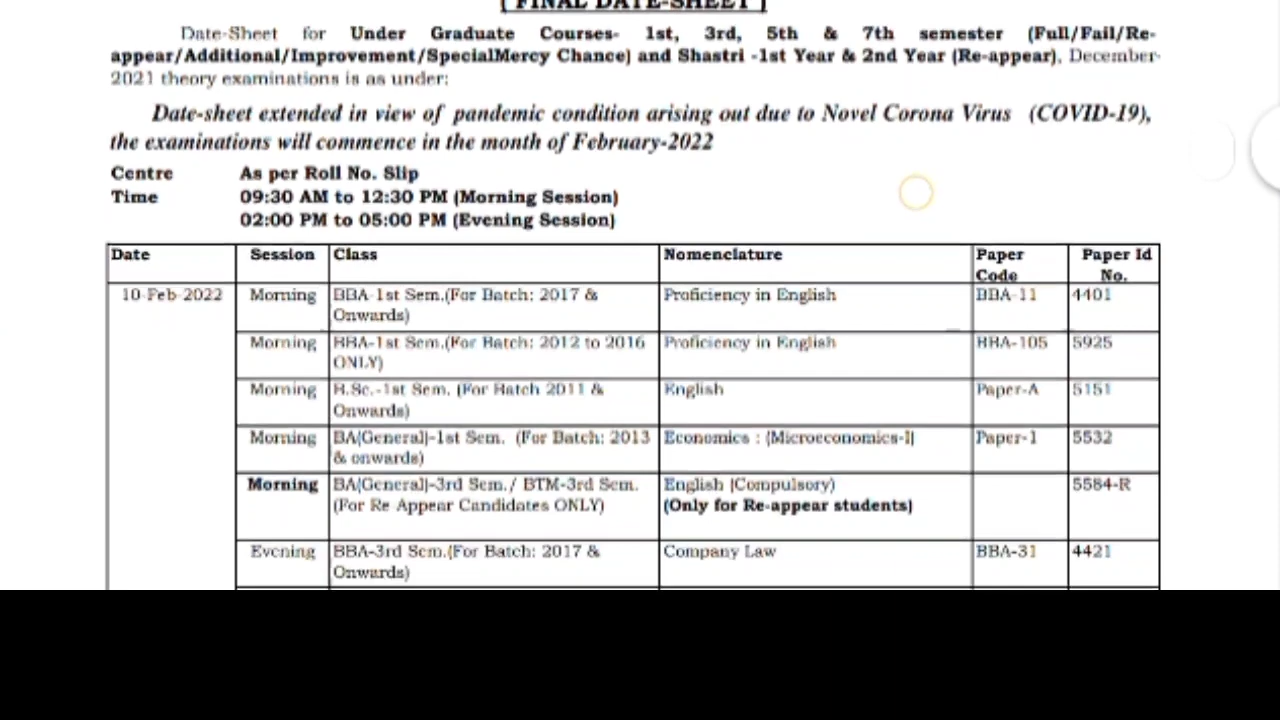 [ FINAL DATE-SHEET ]
Date-Sheet for Under Graduate Courses- 1st, 3rd, 5th & 7th semester (Full/Fail/Re-
appear/Additional/Improvement/SpecialMercy Chance) and Shastri -1st Year & 2nd Year (Re-appear), December-
2021 theory examinations is as under:
Date-sheet extended in view of pandemic condition arising out due to Novel Corona Virus (COVID-19),
the examinations will commence in the month of February-2022
Centre As per Roll No. Slip
Time 09:30 AM to 12:30 PM (Morning Session)
02:00 PM to 05:00 PM (Evening Session)
Date Session Class Nomenclature Paper Paper Id
Code No.
10-Feb-2022 Morning BBA-1st Sem.(For Batch: 2017 & Proficiency in English BBA-11 4401
Onwards)
Morning BBA-1st Sem.(For Batch: 2012 to 2016 Proficiency in English BBA-105 5925
ONLY)
Morning B.Sc.-1st Sem. (For Batch 2011 & English Paper-A 5151
Onwards)
Morning BA(General)-1st Sem. (For Batch: 2013 Economics : (Microeconomics-I) Paper-1 5532
& onwards)
Morning BA(General)-3rd Sem./ BTM-3rd Sem. English (Compulsory) 5584-R
(For Re Appear Candidates ONLY) (Only for Re-appear students)
Evening BBA-3rd Sem.(For Batch: 2017 & Company Law BBA-31 4421
Onwards)